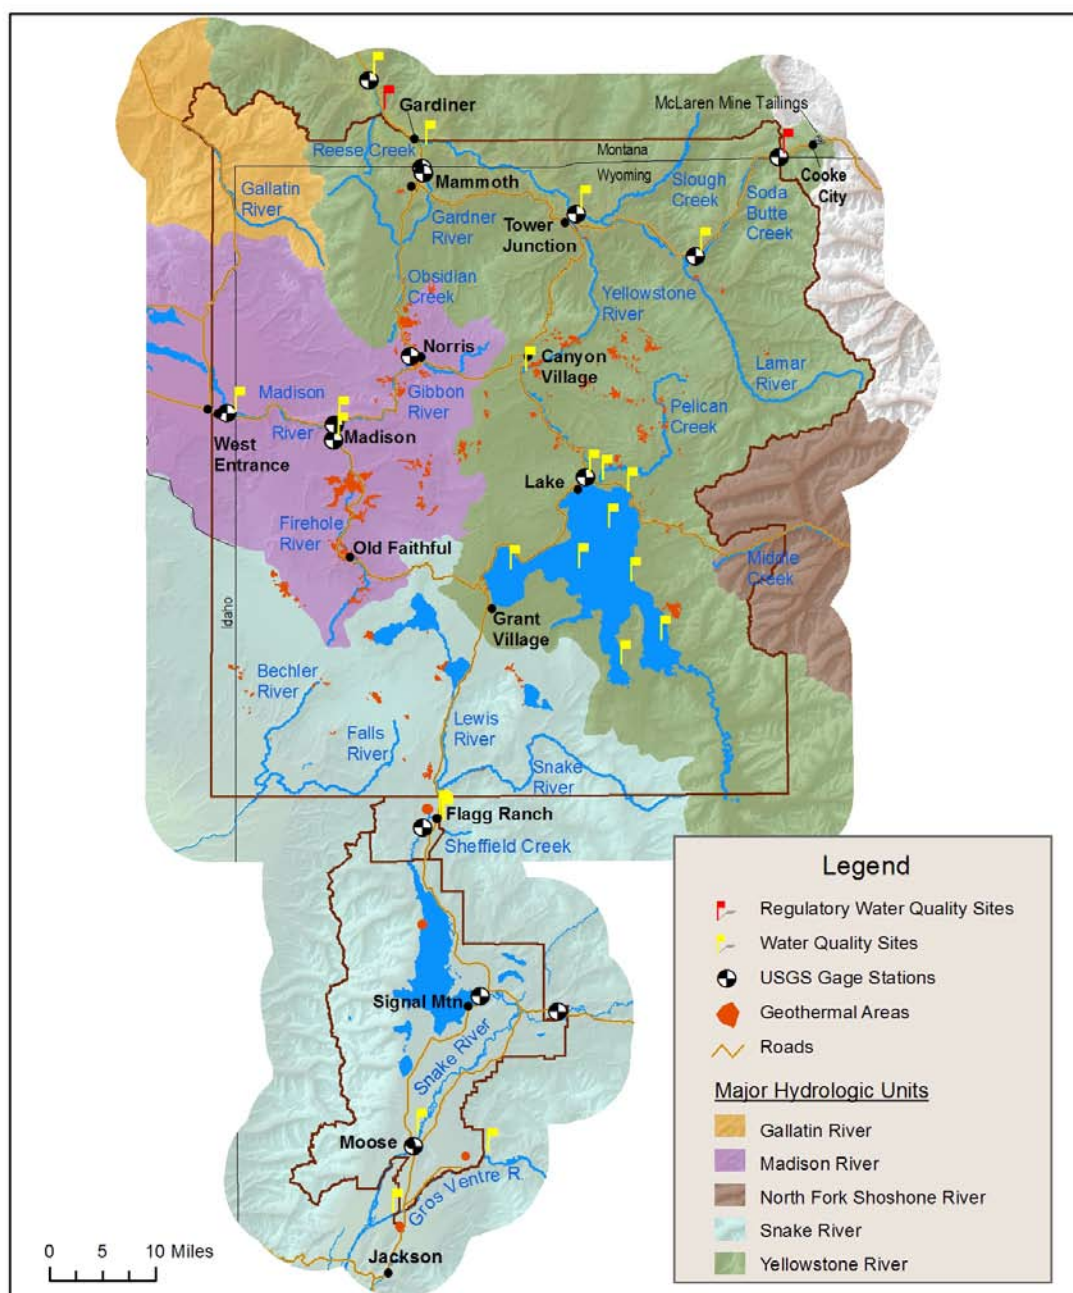 McLaren Mine Tailings
Gardiner
Reese Creek
Montana
Wyoming
Cooke
City
Mammoth
Gallatin
River
Gardner
River
Slough
Creek
Soda
Butte
Creek
Tower
Junction
Obsidian
Creek
Yellowstone
River
Norris
Canyon
Village
Lamar
River
Madison
River
Gibbon
River
Pelican
Creek
West
Entrance
Madison
Lake
Firehole
River
Old Faithful
Middle
Creek
Idaho
Grant
Village
Bechler
River
Falls
River
Lewis
River
Snake
River
Flagg Ranch
Sheffield Creek
Signal Mtn
Snake River
Moose
Gros Ventre R.
Jackson
0 5 10 Miles
Legend
Regulatory Water Quality Sites
Water Quality Sites
USGS Gage Stations
Geothermal Areas
Roads
Major Hydrologic Units
Gallatin River
Madison River
North Fork Shoshone River
Snake River
Yellowstone River